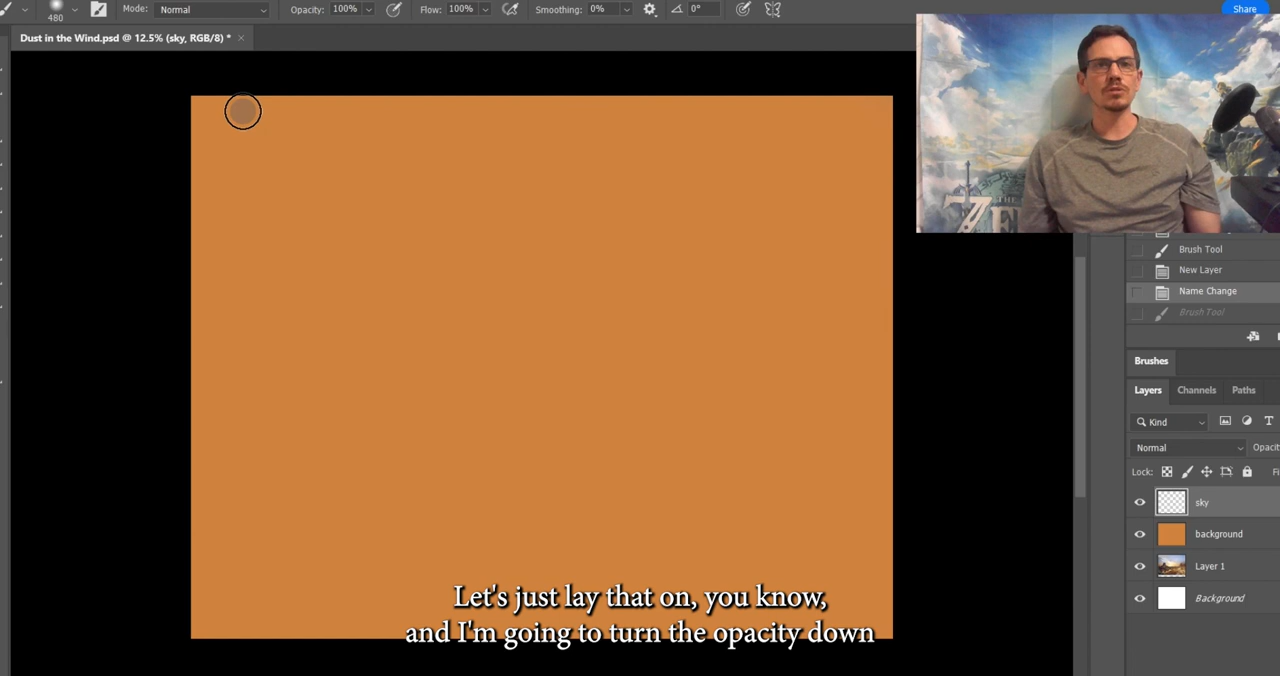 480
Mode: Normal
Opacity: 100%
Flow: 100%
Smoothing: 0%
0°
Share
Dust in the Wind.psd @ 12.5% (sky, RGB/8) *
THE
Brush Tool
New Layer
Name Change
Brush Tool
Brushes
Layers Channels Paths
Kind
Normal
Lock:
sky
background
Layer 1
Background
Let's just lay that on, you know,
and I'm going to turn the opacity down